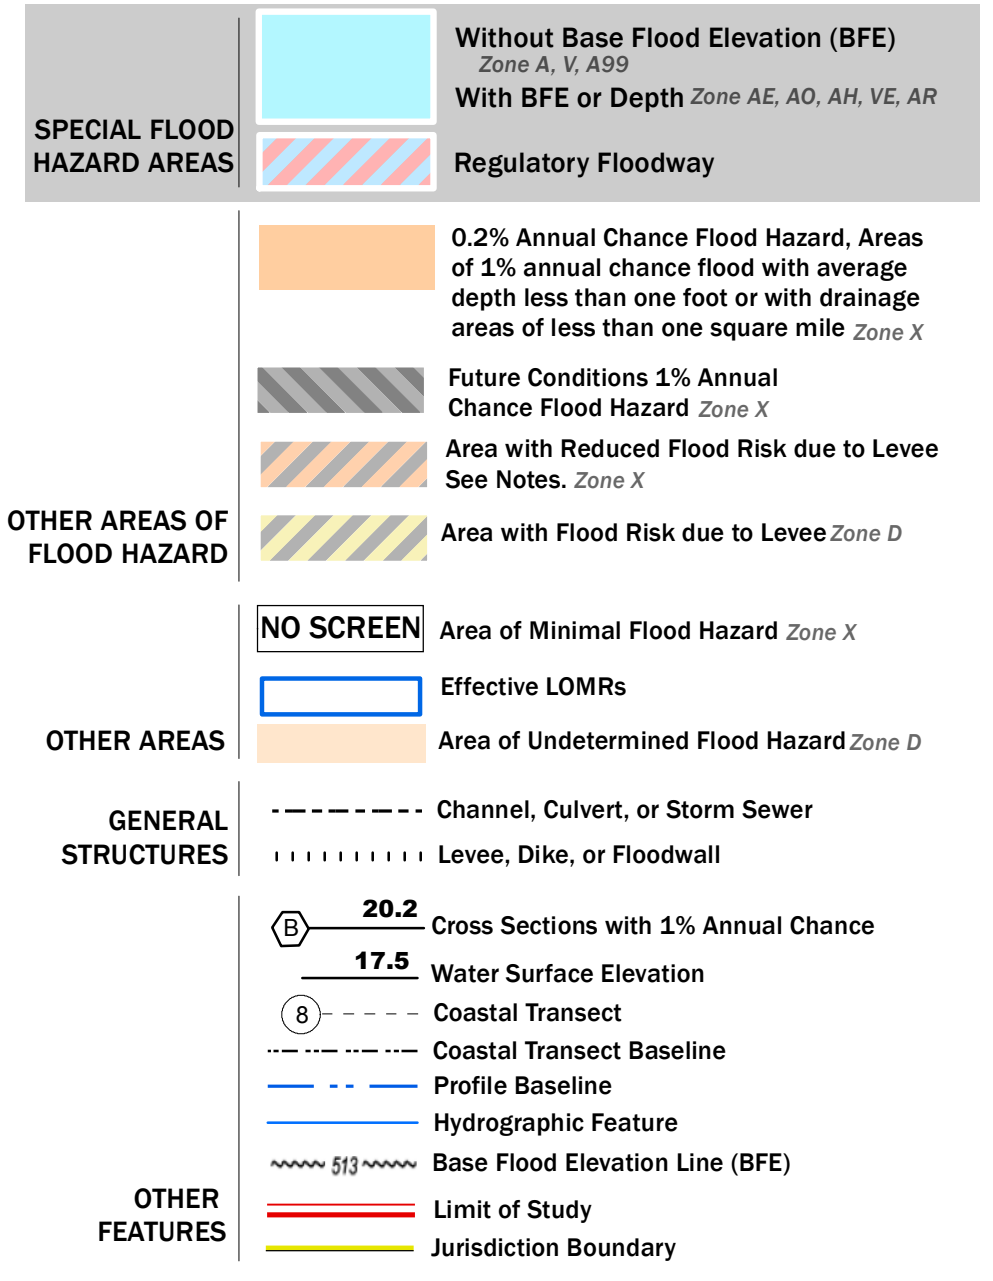 SPECIAL FLOOD
HAZARD AREAS
Without Base Flood Elevation (BFE)
Zone A, V, A99
With BFE or Depth Zone AE, AO, AH, VE, AR
Regulatory Floodway
OTHER AREAS OF
FLOOD HAZARD
0.2% Annual Chance Flood Hazard, Areas
of 1% annual chance flood with average
depth less than one foot or with drainage
areas of less than one square mile Zone X
Future Conditions 1% Annual
Chance Flood Hazard Zone X
Area with Reduced Flood Risk due to Levee
See Notes. Zone X
Area with Flood Risk due to Levee Zone D
OTHER AREAS
NO SCREEN Area of Minimal Flood Hazard Zone X
Effective LOMRs
Area of Undetermined Flood Hazard Zone D
GENERAL
STRUCTURES
Channel, Culvert, or Storm Sewer
Levee, Dike, or Floodwall
OTHER
FEATURES
B 20.2 Cross Sections with 1% Annual Chance
17.5 Water Surface Elevation
8 Coastal Transect
Coastal Transect Baseline
Profile Baseline
Hydrographic Feature
513 Base Flood Elevation Line (BFE)
Limit of Study
Jurisdiction Boundary